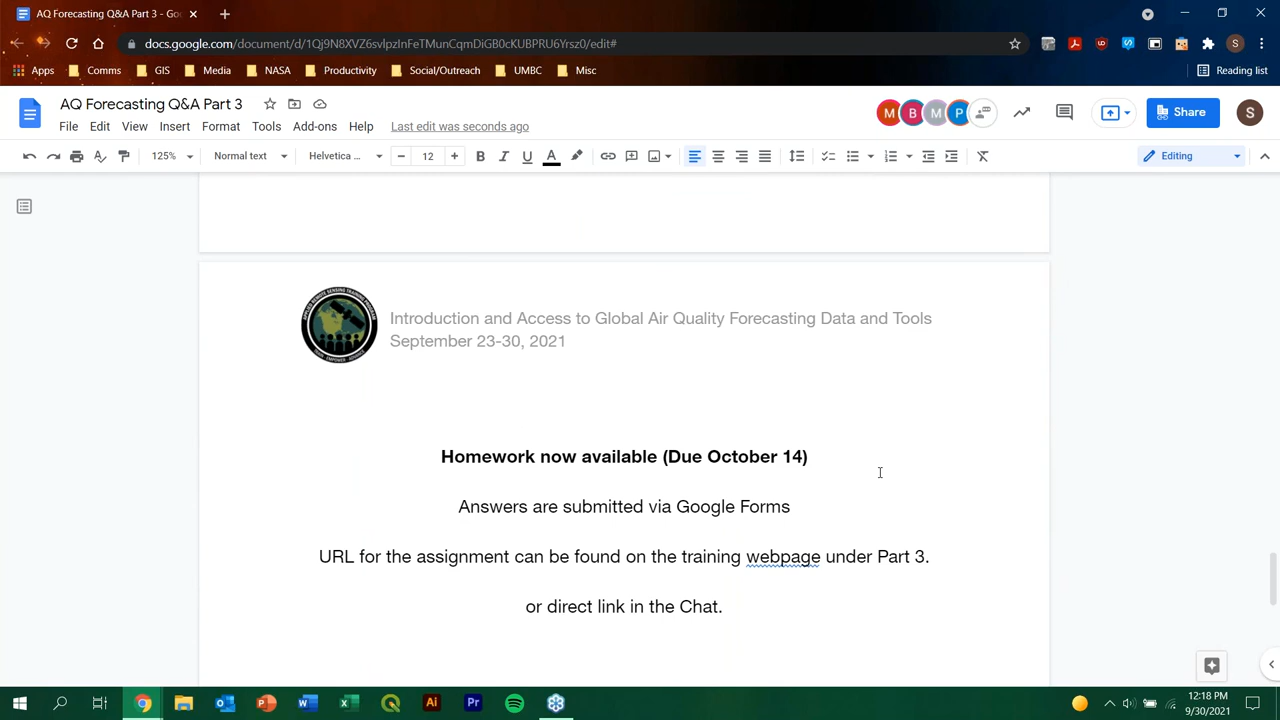 AQ Forecasting Q&A Part 3 - Go
docs.google.com/document/d/1Qj9N8XVZ6svlpzInFeTMunCqmDiGB0cKUBPRU6Yrsz0/edit#
Apps Comms GIS Media NASA Productivity Social/Outreach UMBC Misc Reading list
AQ Forecasting Q&A Part 3
M B M P Share S
File Edit View Insert Format Tools Add-ons Help Last edit was seconds ago
125% Normal text Helvetica ... 12 Editing
Introduction and Access to Global Air Quality Forecasting Data and Tools
September 23-30, 2021
Homework now available (Due October 14)
Answers are submitted via Google Forms
URL for the assignment can be found on the training webpage under Part 3.
or direct link in the Chat.
12:18 PM
9/30/2021